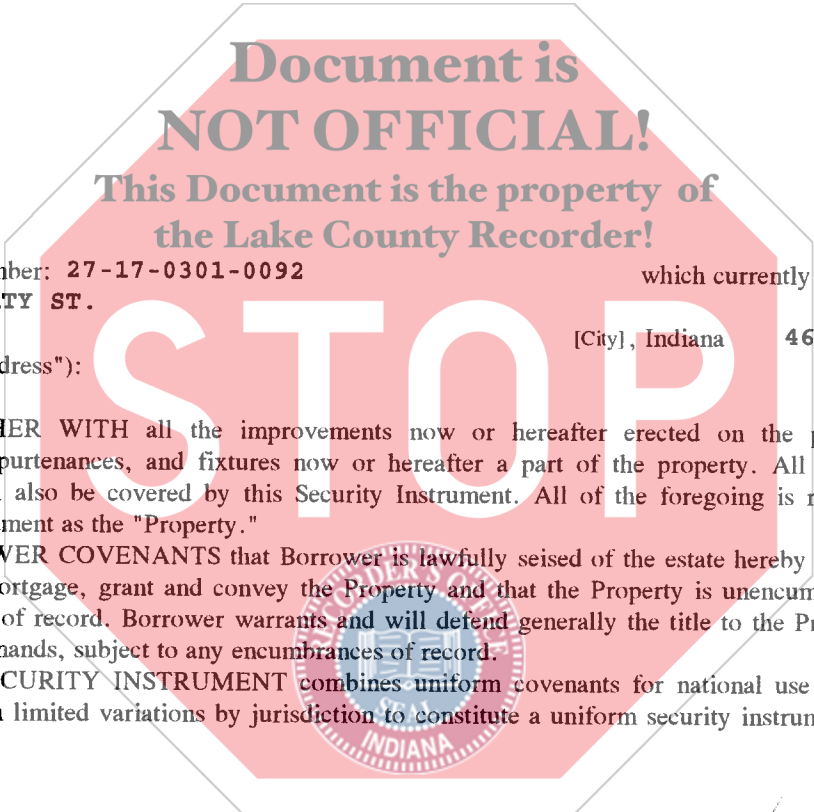 Document is
NOT OFFICIAL!
This Document is the property of
the Lake County Recorder!
nber: 27-17-0301-0092 which currently
TY ST.
[City], Indiana 46
dress"):
STOP
HER WITH all the improvements now or hereafter erected on the p
purtenances, and fixtures now or hereafter a part of the property. All
also be covered by this Security Instrument. All of the foregoing is r
ment as the "Property."
WER COVENANTS that Borrower is lawfully seised of the estate hereby
ortgage, grant and convey the Property and that the Property is unencum
of record. Borrower warrants and will defend generally the title to the Pr
nands, subject to any encumbrances of record.
CURITY INSTRUMENT combines uniform covenants for national use
limited variations by jurisdiction to constitute a uniform security instrum
RECORDER'S OFFICE
SEAL
INDIANA